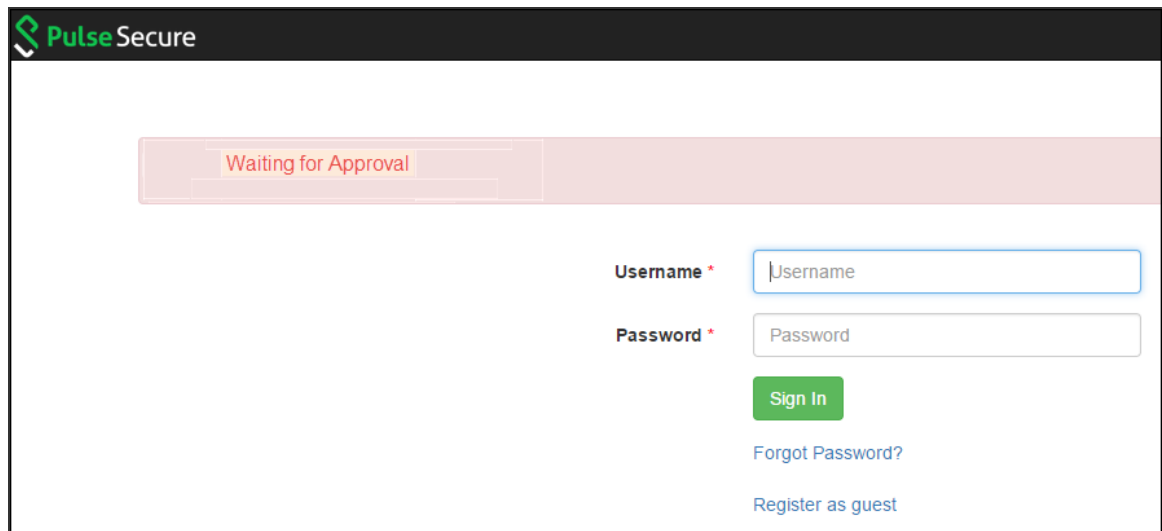 Pulse Secure
Waiting for Approval
Username *
Username
Password *
Password
Sign In
Forgot Password?
Register as guest